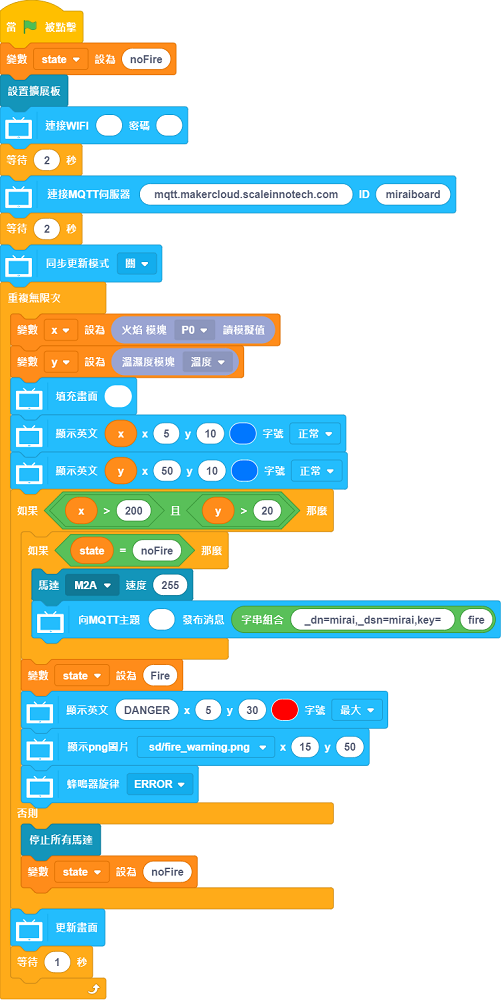 當 被點擊
變數 state 設為 noFire
設置擴展板
連接WIFI 密碼
等待 2 秒
連接MQTT伺服器 mqtt.makercloud.scaleinnotech.com ID miraiboard
等待 2 秒
同步更新模式 關
重複無限次
變數 x 設為 火焰 模塊 P0 讀模擬值
變數 y 設為 溫濕度模塊 溫度
填充畫面
顯示英文 x x 5 y 10 字號 正常
顯示英文 y x 50 y 10 字號 正常
如果 x > 200 且 y > 20 那麼
如果 state = noFire 那麼
馬達 M2A 速度 255
向MQTT主題 發布消息 字串組合 _dn=mirai,_dsn=mirai,key= fire
變數 state 設為 Fire
顯示英文 DANGER x 5 y 30 字號 最大
顯示png圖片 sd/fire_warning.png x 15 y 50
蜂鳴器旋律 ERROR
否則
停止所有馬達
變數 state 設為 noFire
更新畫面
等待 1 秒